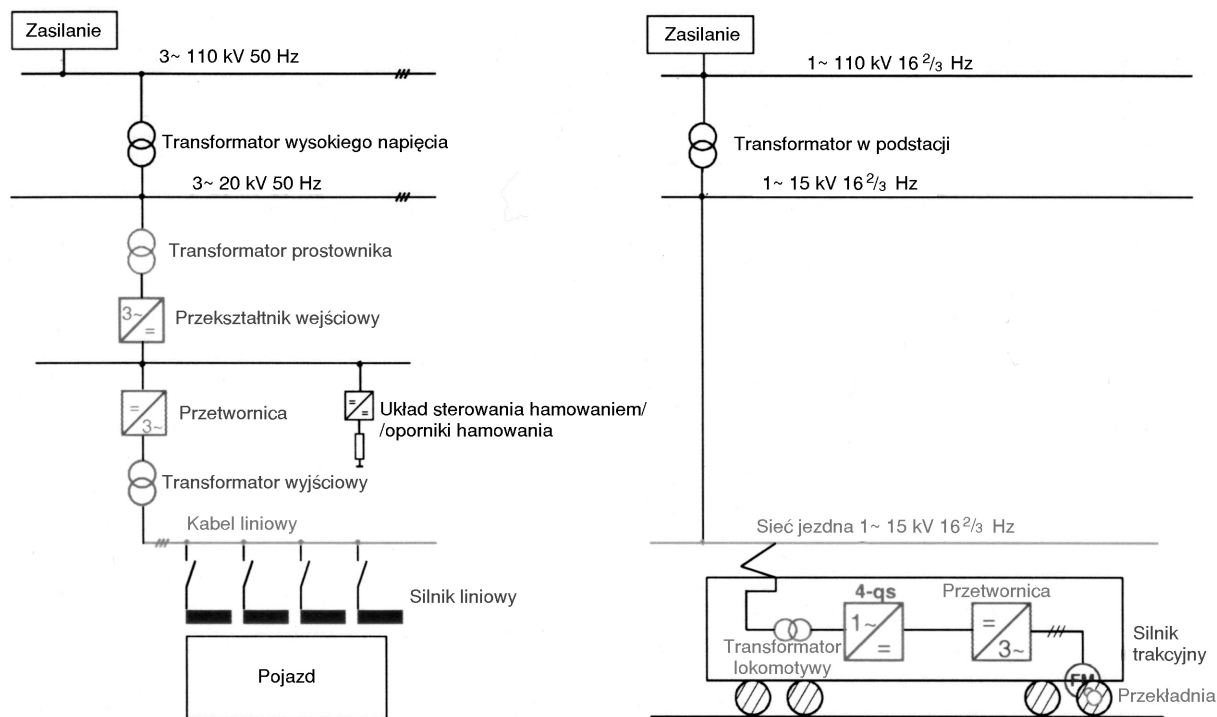 Zasilanie
3~ 110 kV 50 Hz
Transformator wysokiego napięcia
3~ 20 kV 50 Hz
Transformator prostownika
3~
=
Przekształtnik wejściowy
=
3~
Przetwornica
=
=
Układ sterowania hamowaniem/
/oporniki hamowania
Transformator wyjściowy
Kabel liniowy
Silnik liniowy
Pojazd
Zasilanie
1~ 110 kV 16 2/3 Hz
Transformator w podstacji
1~ 15 kV 16 2/3 Hz
Sieć jezdna 1~ 15 kV 16 2/3 Hz
4-qs
Przetwornica
1~
=
=
3~
Transformator
lokomotywy
Silnik
trakcyjny
Przekładnia